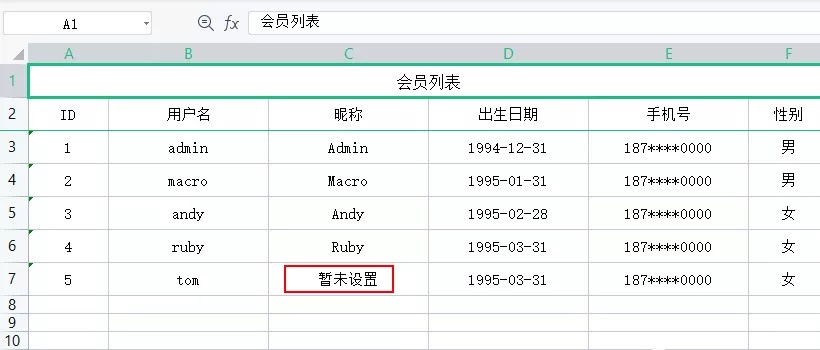 A1 fx 会员列表
A B C D E F
1 会员列表
2 ID 用户名 昵称 出生日期 手机号 性别
3 1 admin Admin 1994-12-31 187****0000 男
4 2 macro Macro 1995-01-31 187****0000 男
5 3 andy Andy 1995-02-28 187****0000 女
6 4 ruby Ruby 1995-03-31 187****0000 女
7 5 tom 暂未设置 1995-03-31 187****0000 女
8
9
10